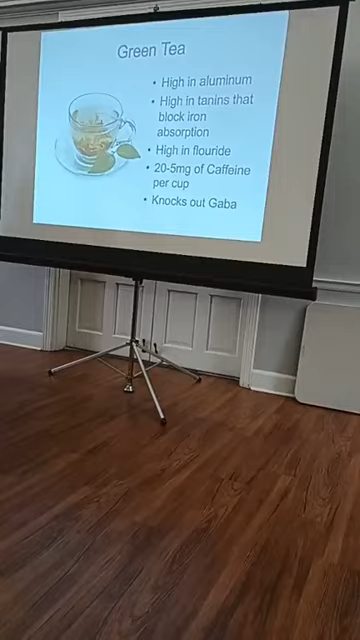 Green Tea
• High in aluminum
• High in tanins that
block iron
absorption
• High in flouride
• 20-5mg of Caffeine
per cup
• Knocks out Gaba